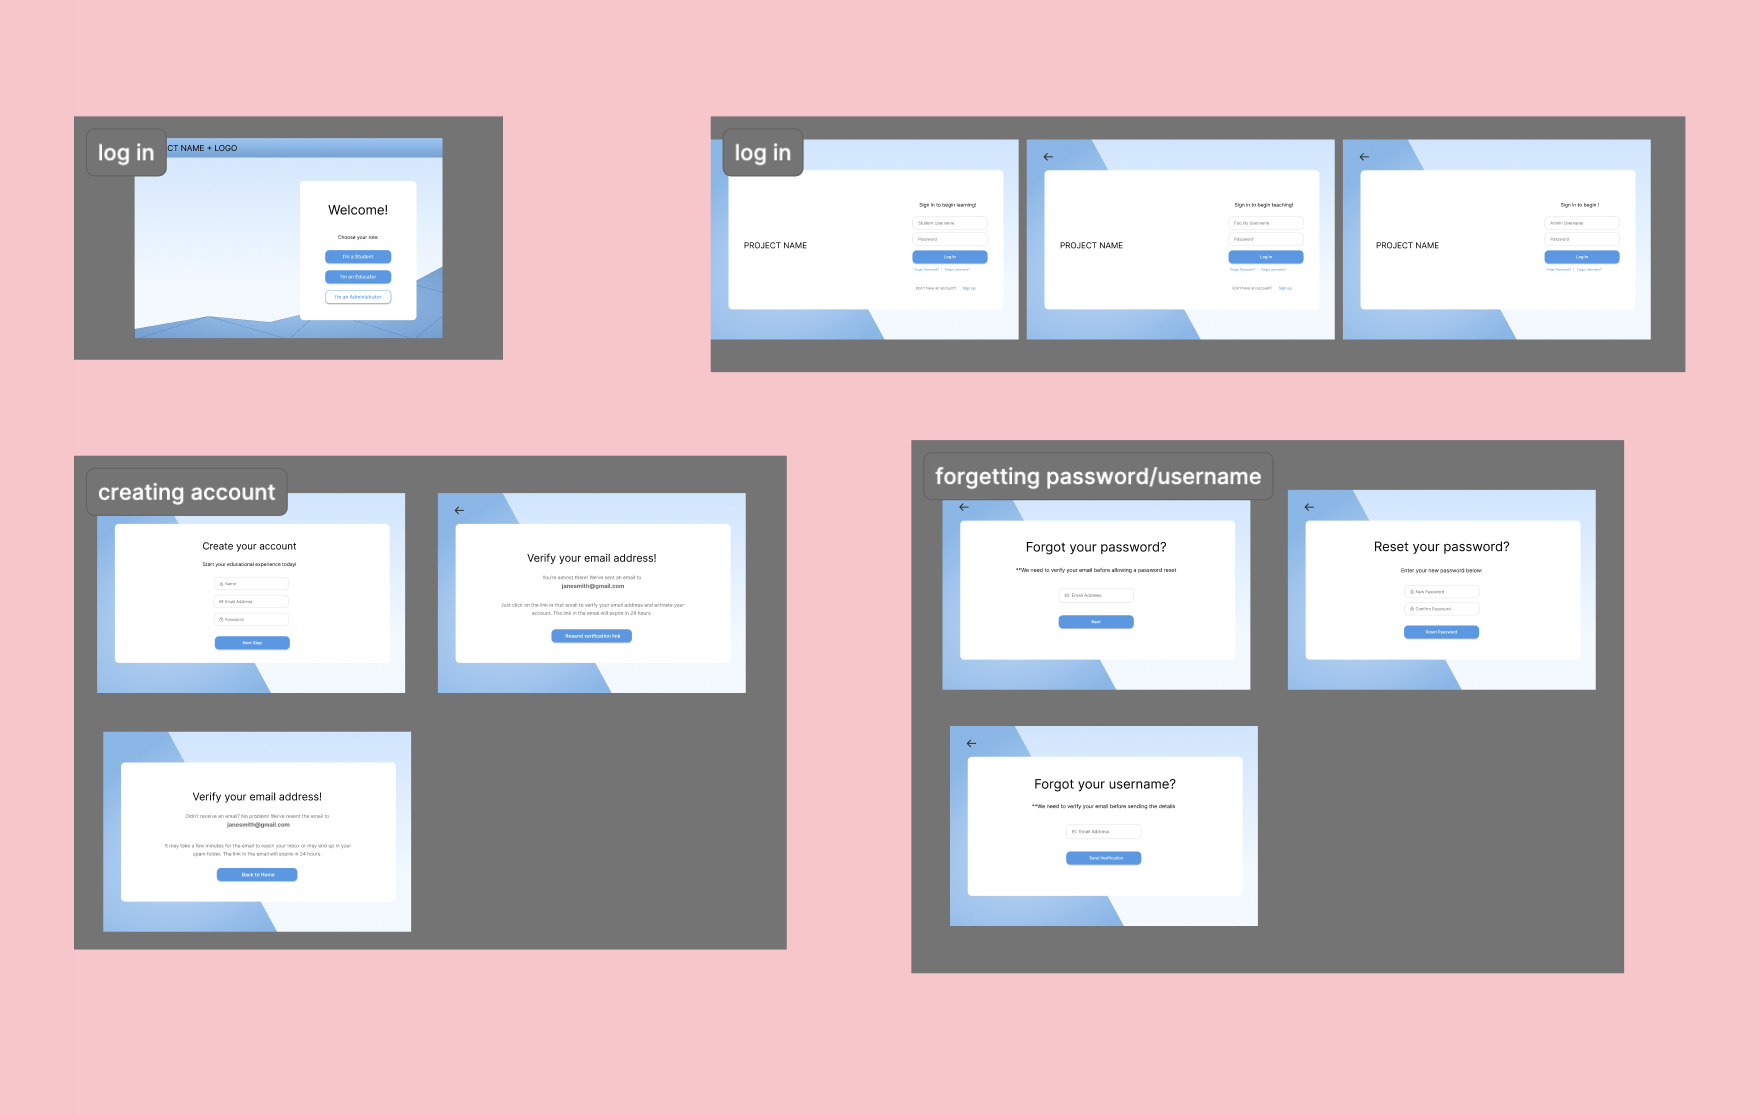 log in
CT NAME + LOGO
Welcome!
Choose your role:
I'm a Student
I'm an Educator
I'm an Administrator
log in
PROJECT NAME
Sign in to begin learning!
Student Username
Password
Log In
Forgot Password? | Forgot Username?
Don't have an account? Sign up
PROJECT NAME
Sign in to begin teaching!
Faculty Username
Password
Log In
Forgot Password? | Forgot Username?
Don't have an account? Sign up
PROJECT NAME
Sign in to begin !
Admin Username
Password
Log In
Forgot Password? | Forgot Username?
creating account
Create your account
Start your educational experience today!
Name
Email Address
Password
Next Step
Verify your email address!
You're almost there! We've sent an email to
janesmith@gmail.com
Just click on the link in that email to verify your email address and activate your
account. The link in the email will expire in 24 hours.
Resend verification link
Verify your email address!
Didn't receive an email? No problem! We've resent the email to
janesmith@gmail.com
It may take a few minutes for the email to reach your inbox or may end up in your
spam folder. The link in the email will expire in 24 hours.
Back to Home
forgetting password/username
Forgot your password?
**We need to verify your email before allowing a password reset
Email Address
Next
Reset your password?
Enter your new password below:
New Password
Confirm Password
Reset Password
Forgot your username?
**We need to verify your email before sending the details
Email Address
Send Verification